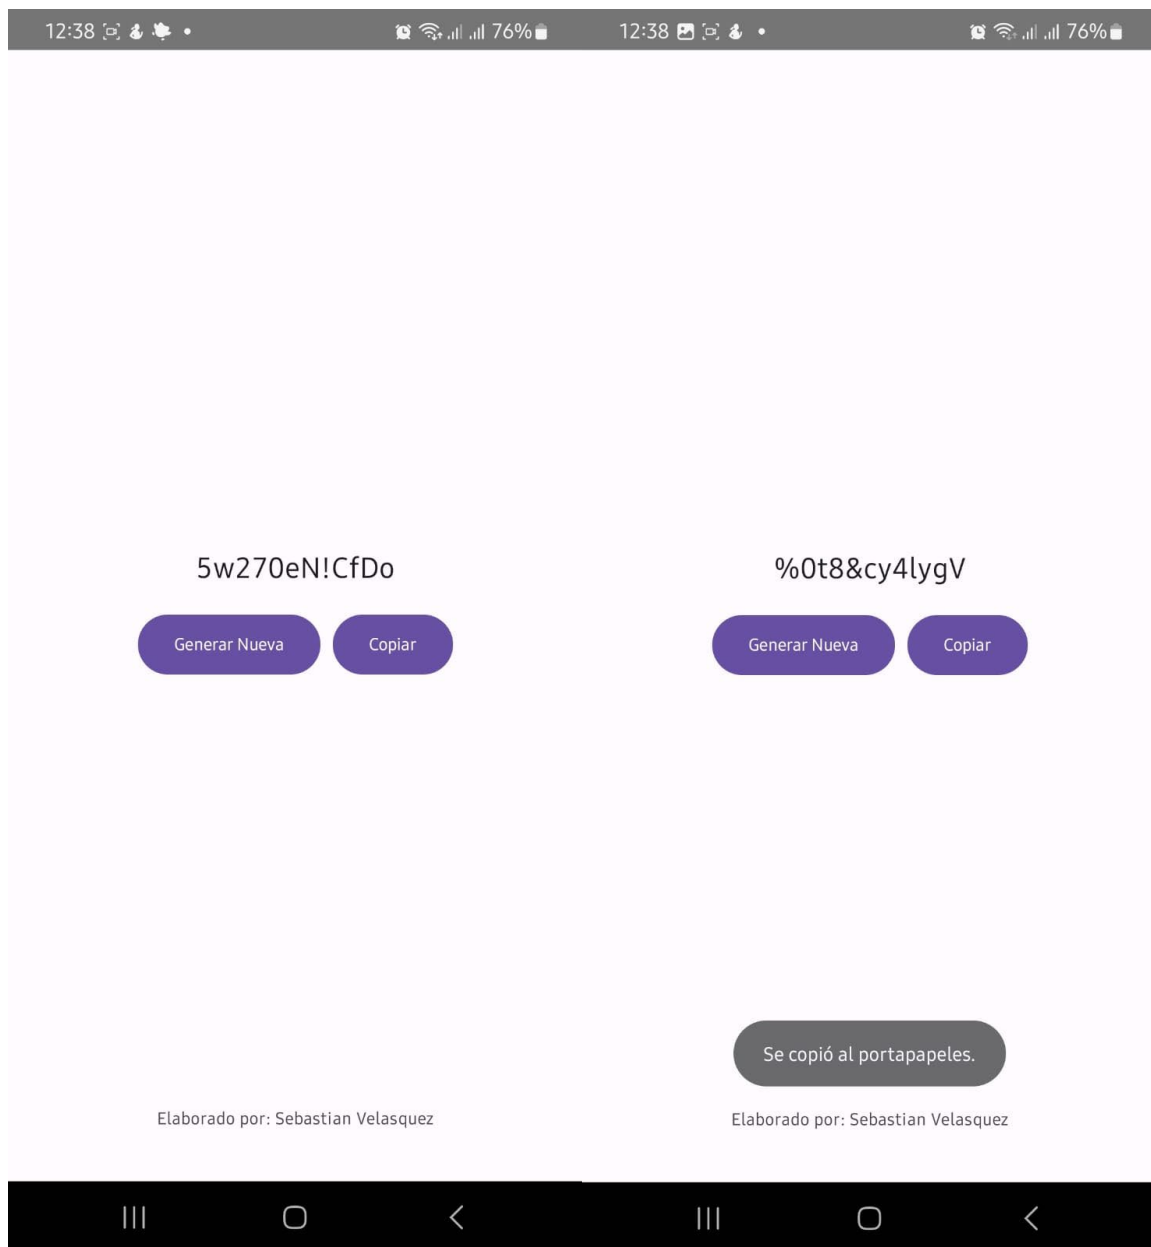 12:38
76%
5w270eN!CfDo
Generar Nueva
Copiar
Elaborado por: Sebastian Velasquez
12:38
76%
%0t8&cy4lygV
Generar Nueva
Copiar
Se copió al portapapeles.
Elaborado por: Sebastian Velasquez